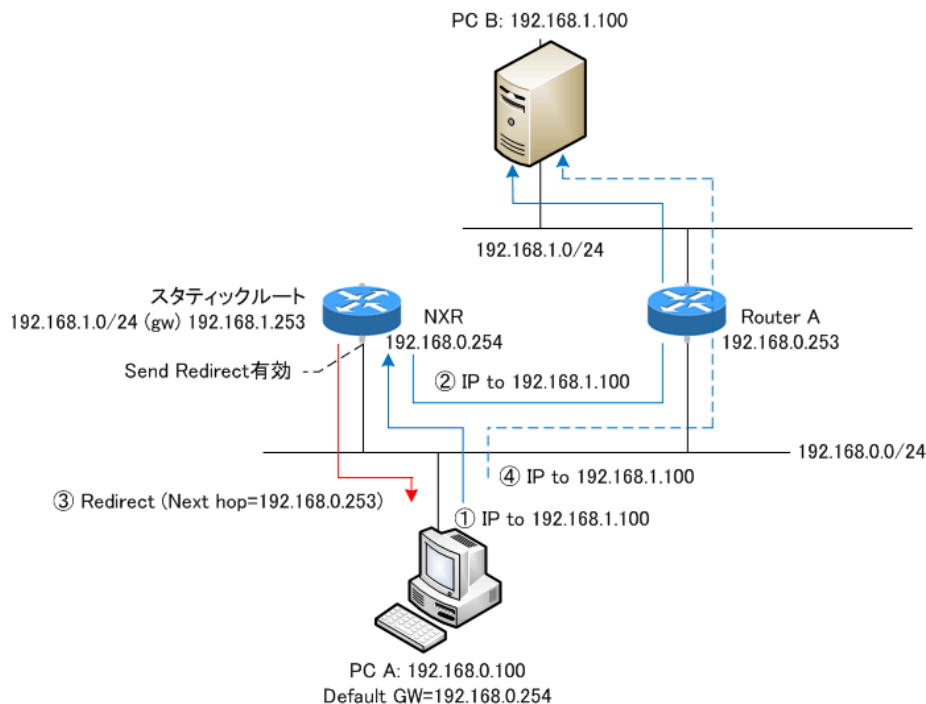 PC B: 192.168.1.100
192.168.1.0/24
スタティックルート
192.168.1.0/24 (gw) 192.168.1.253
NXR
192.168.0.254
Router A
192.168.0.253
Send Redirect有効
② IP to 192.168.1.100
192.168.0.0/24
④ IP to 192.168.1.100
③ Redirect (Next hop=192.168.0.253)
① IP to 192.168.1.100
PC A: 192.168.0.100
Default GW=192.168.0.254